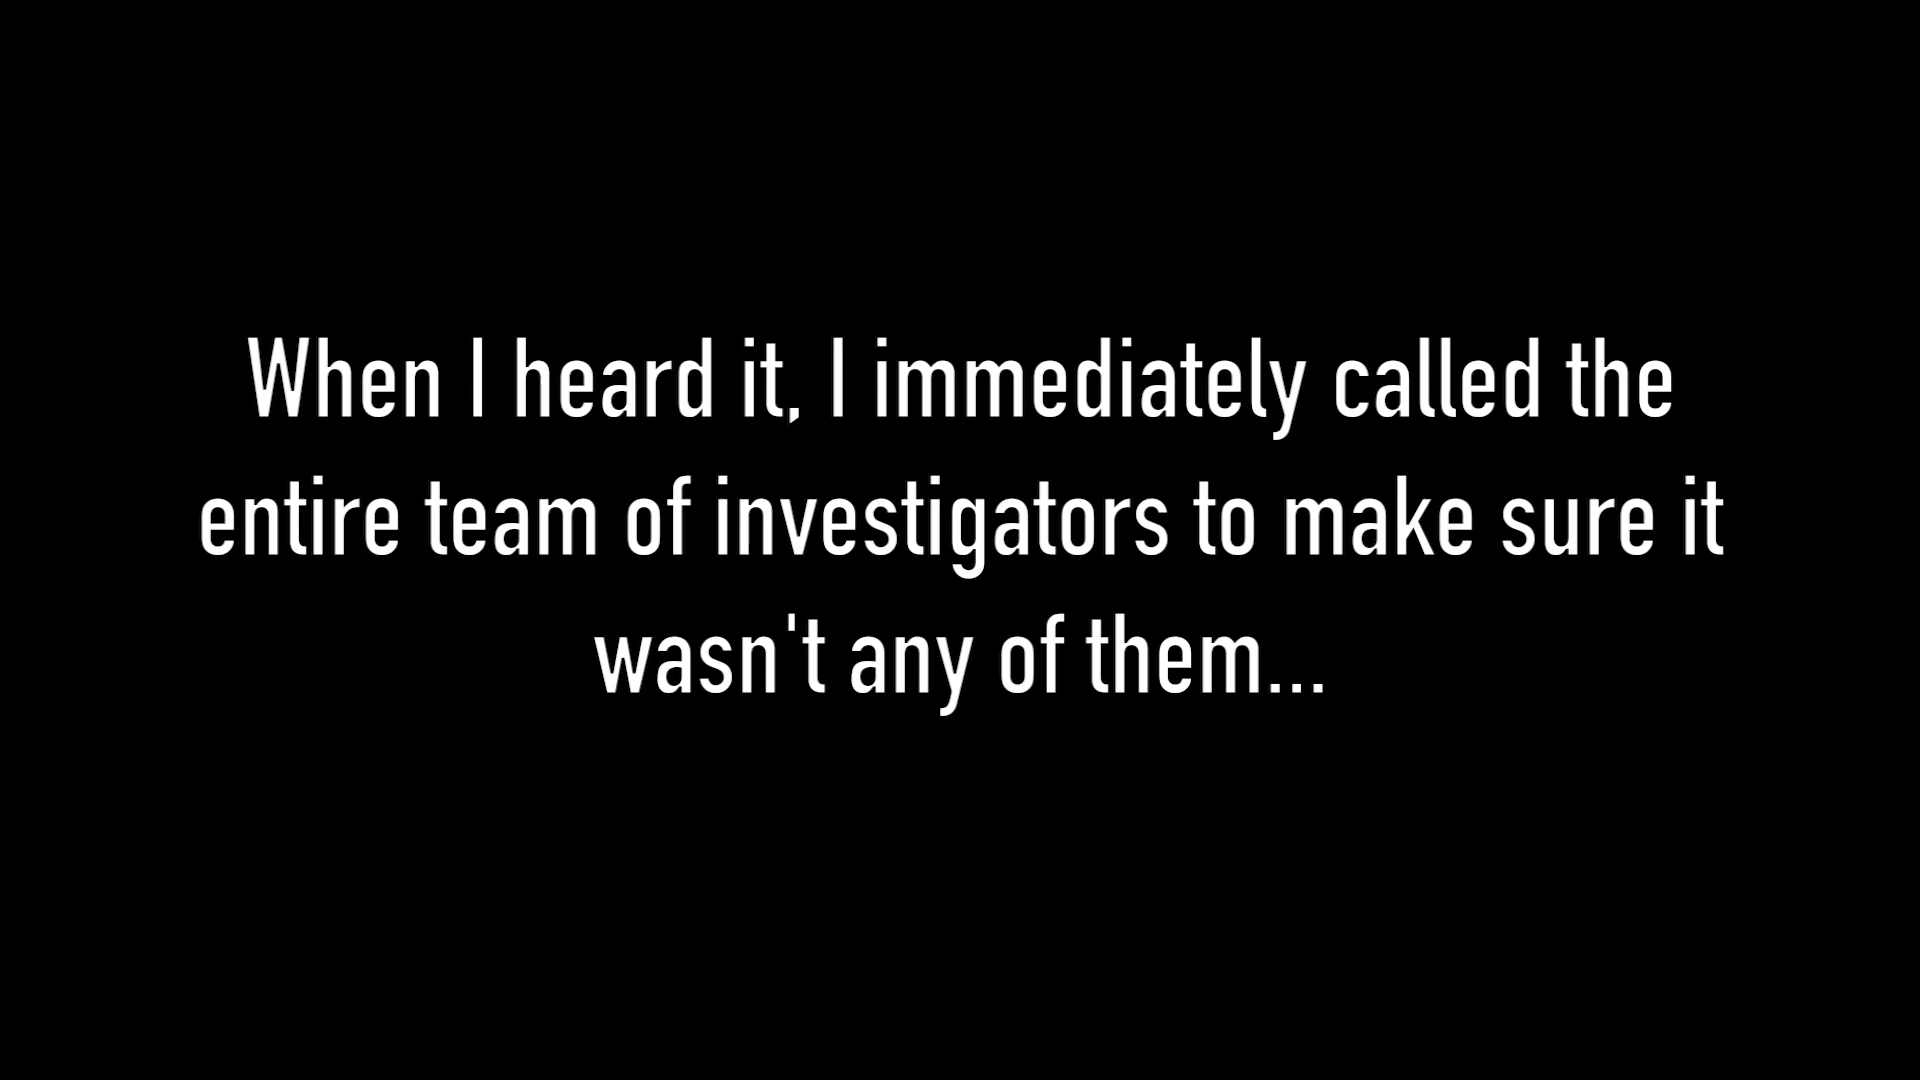 When I heard it, I immediately called the
entire team of investigators to make sure it
wasn't any of them...